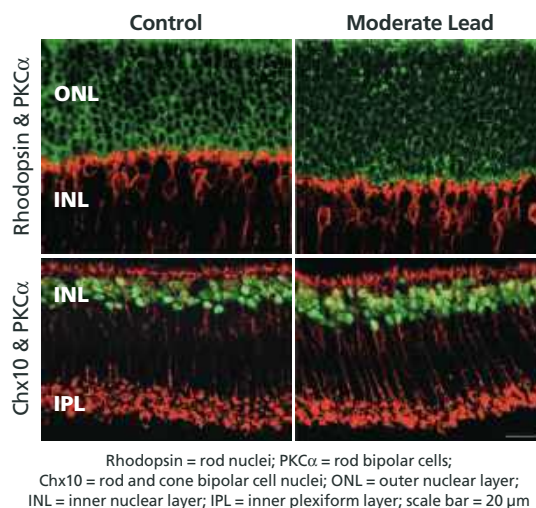 Control
Moderate Lead
Rhodopsin & PKCα
ONL
INL
Chx10 & PKCα
INL
IPL
Rhodopsin = rod nuclei; PKCα = rod bipolar cells;
Chx10 = rod and cone bipolar cell nuclei; ONL = outer nuclear layer;
INL = inner nuclear layer; IPL = inner plexiform layer; scale bar = 20 μm